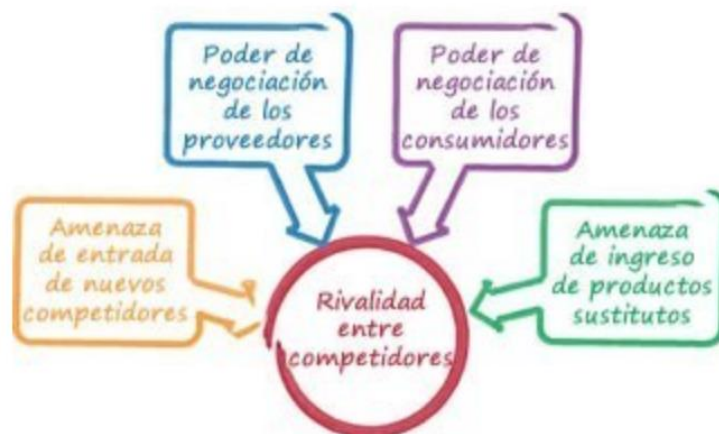 Poder de
negociación
de los
proveedores
Poder de
negociación
de los
consumidores
Amenaza
de entrada
de nuevos
competidores
Amenaza
de ingreso
de productos
sustitutos
Rivalidad
entre
competidores